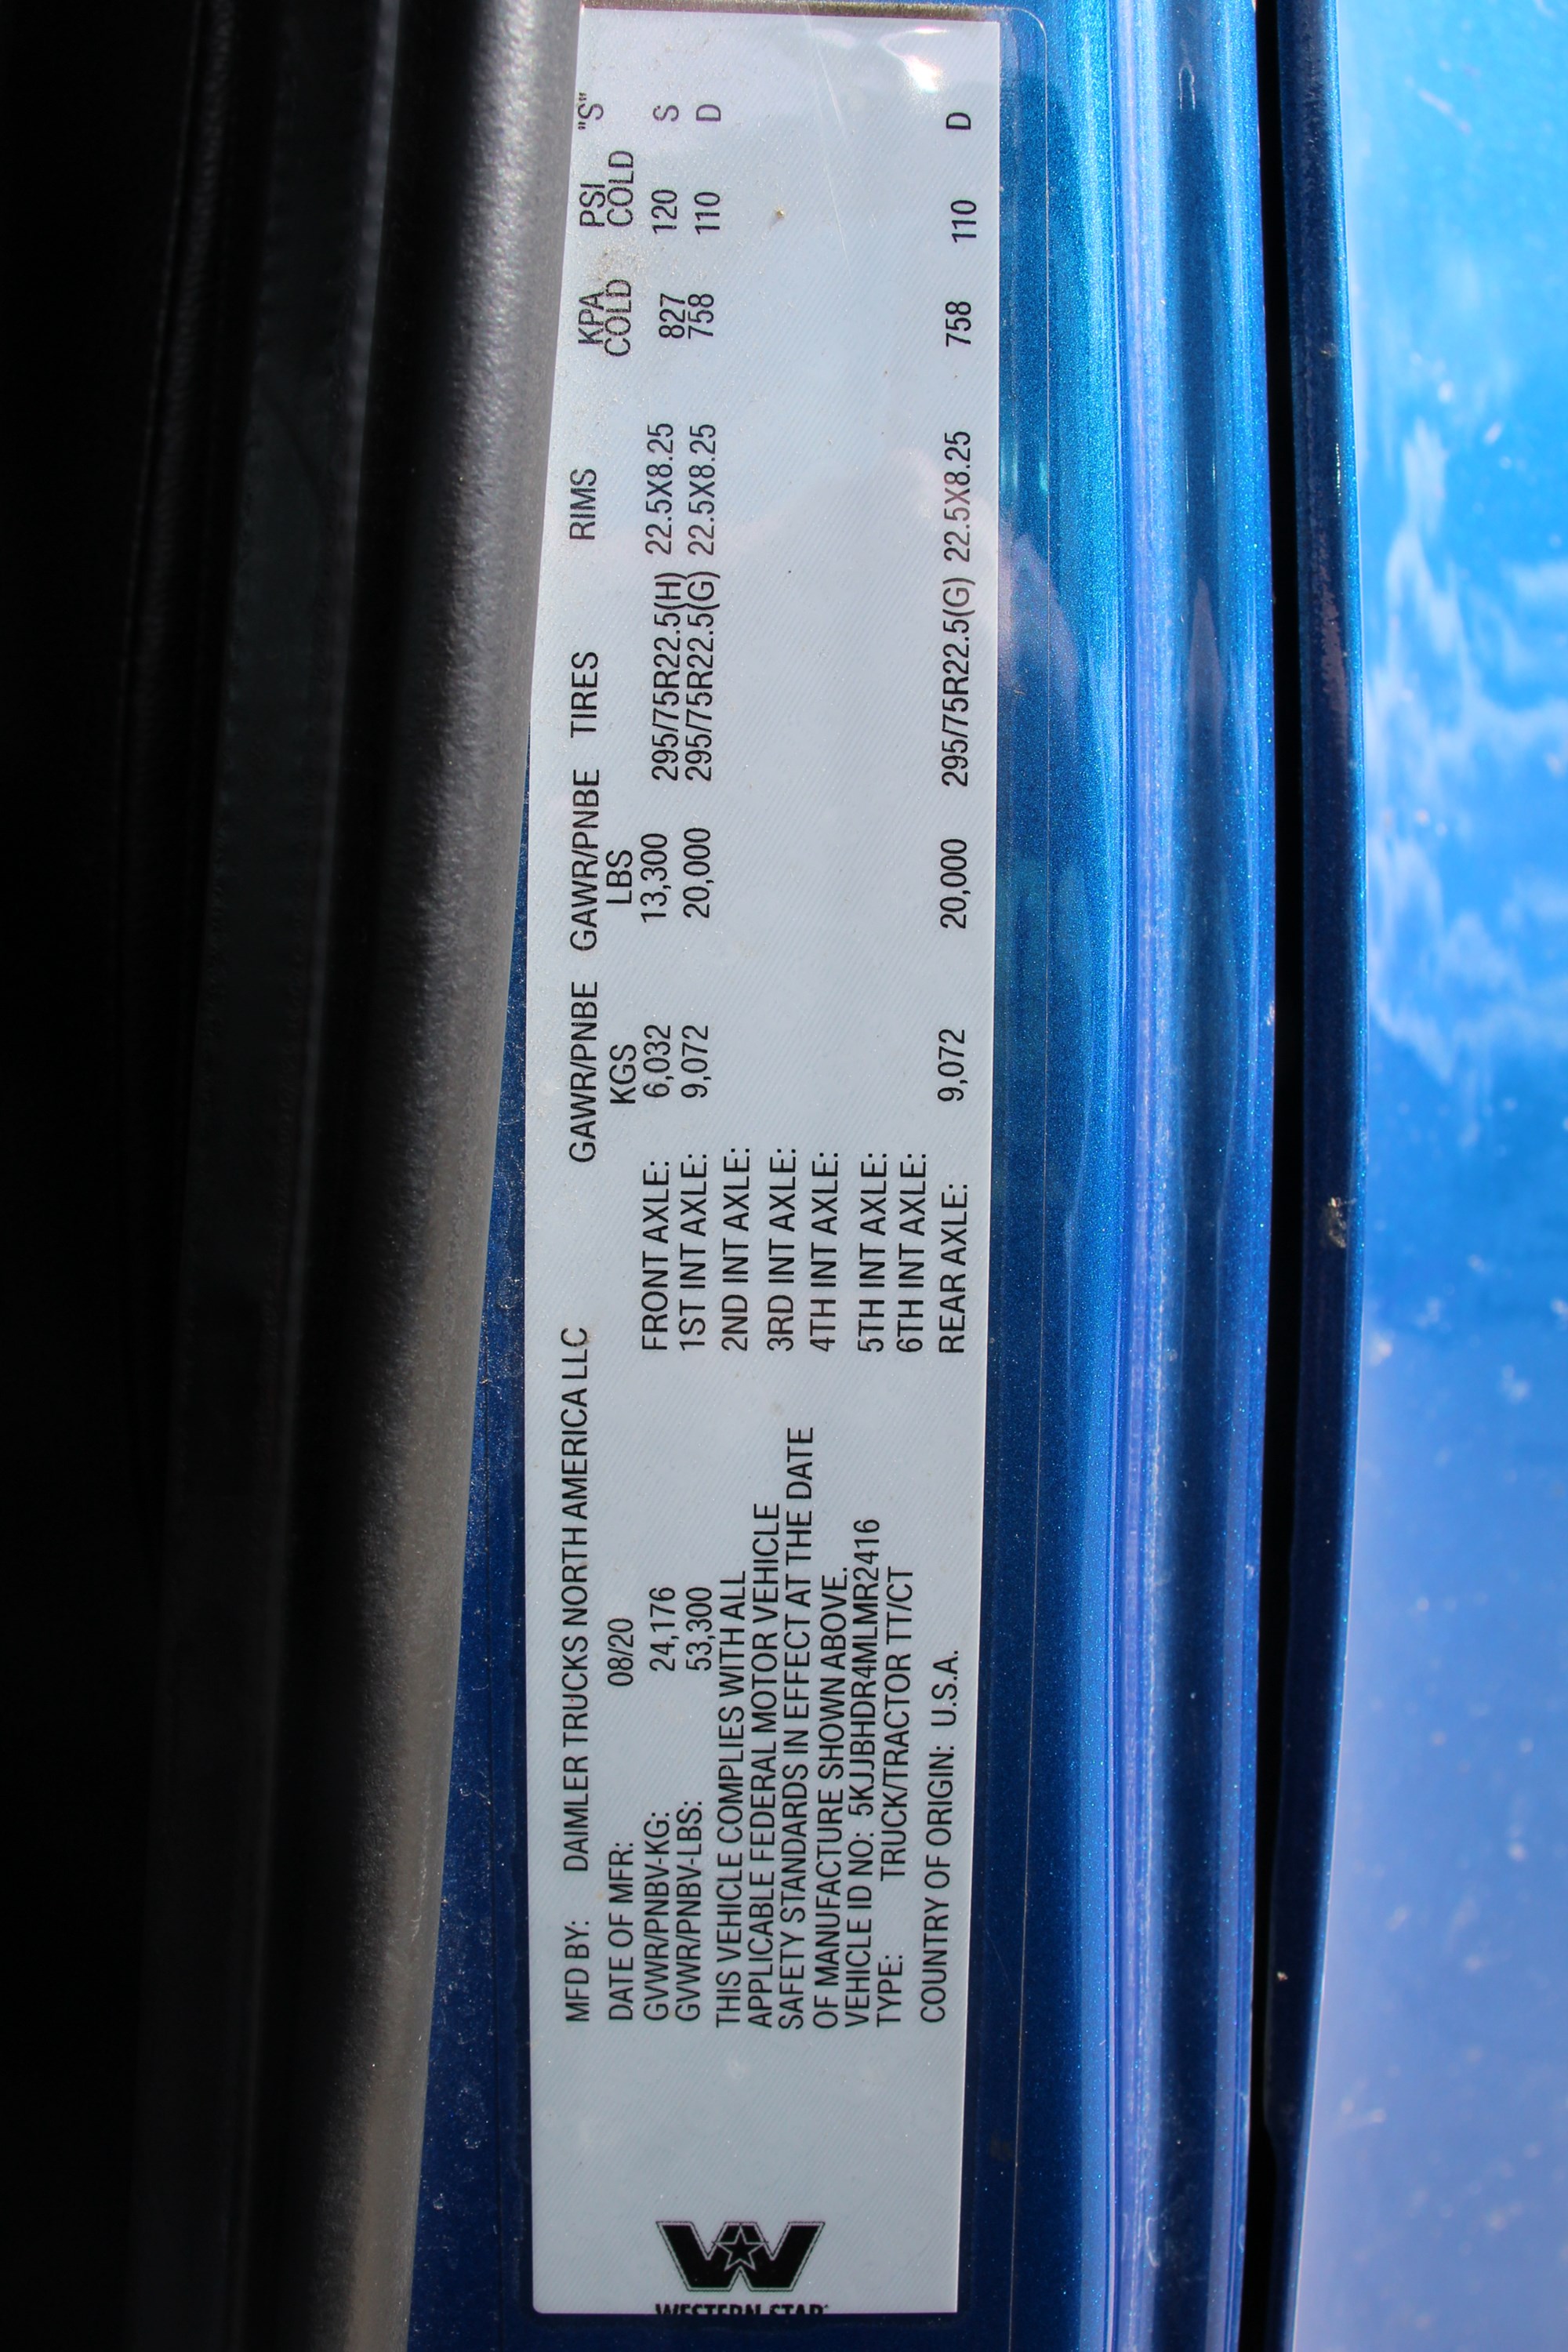 WESTERN STAR
MFD BY: DAIMLER TRUCKS NORTH AMERICA LLC
DATE OF MFR: 08/20
GVWR/PNBV-KG: 24,176
GVWR/PNBV-LBS: 53,300
THIS VEHICLE COMPLIES WITH ALL
APPLICABLE FEDERAL MOTOR VEHICLE
SAFETY STANDARDS IN EFFECT AT THE DATE
OF MANUFACTURE SHOWN ABOVE.
VEHICLE ID NO: 5KJJBHDR4MLMR2416
TYPE: TRUCK/TRACTOR TT/CT
COUNTRY OF ORIGIN: U.S.A.
GAWR/PNBE GAWR/PNBE TIRES RIMS KPA PSI "S"
KGS LBS COLD COLD
FRONT AXLE: 6,032 13,300 295/75R22.5(H) 22.5X8.25 827 120 S
1ST INT AXLE: 9,072 20,000 295/75R22.5(G) 22.5X8.25 758 110 D
2ND INT AXLE:
3RD INT AXLE:
4TH INT AXLE:
5TH INT AXLE:
6TH INT AXLE:
REAR AXLE: 9,072 20,000 295/75R22.5(G) 22.5X8.25 758 110 D